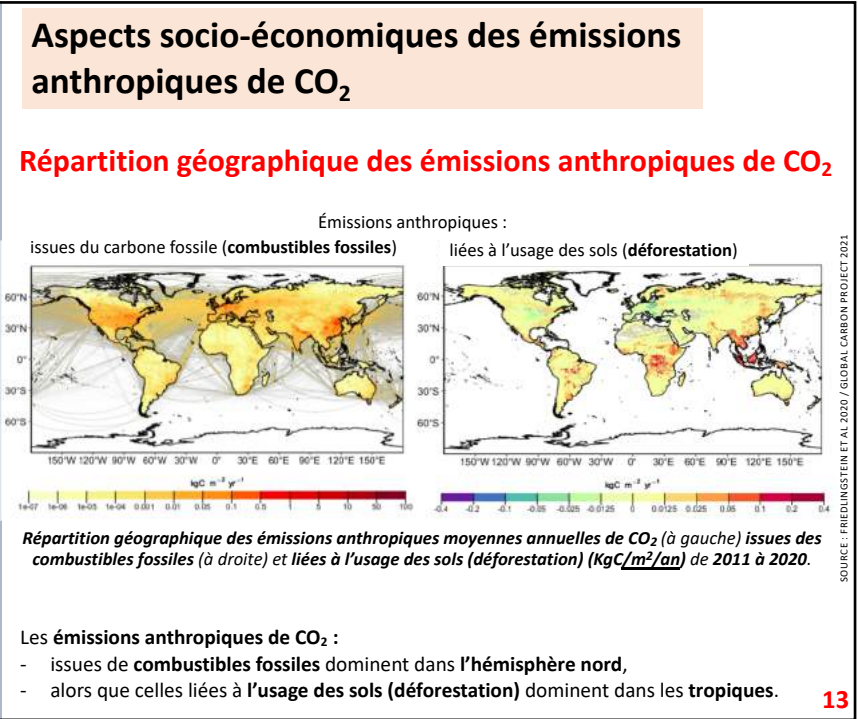 Aspects socio-économiques des émissions
anthropiques de CO₂
Répartition géographique des émissions anthropiques de CO₂
Émissions anthropiques :
issues du carbone fossile (combustibles fossiles)
liées à l'usage des sols (déforestation)
60°N
30°N
0°
30°S
60°S
150°W 120°W 90°W 60°W 30°W 0° 30°E 60°E 90°E 120°E 150°E
kgC m⁻² yr⁻¹
1e-07 1e-06 1e-05 1e-04 0.001 0.01 0.05 0.1 0.5 1 5 10 50 100
60°N
30°N
0°
30°S
60°S
150°W 120°W 90°W 60°W 30°W 0° 30°E 60°E 90°E 120°E 150°E
kgC m⁻² yr⁻¹
-0.4 -0.2 -0.1 -0.05 -0.025 -0.0125 0 0.0125 0.025 0.05 0.1 0.2 0.4
SOURCE : FRIEDLINGSTEIN ET AL 2020 / GLOBAL CARBON PROJECT 2021
Répartition géographique des émissions anthropiques moyennes annuelles de CO₂ (à gauche) issues des
combustibles fossiles (à droite) et liées à l'usage des sols (déforestation) (KgC/m²/an) de 2011 à 2020.
Les émissions anthropiques de CO₂ :
- issues de combustibles fossiles dominent dans l'hémisphère nord,
- alors que celles liées à l'usage des sols (déforestation) dominent dans les tropiques.
13